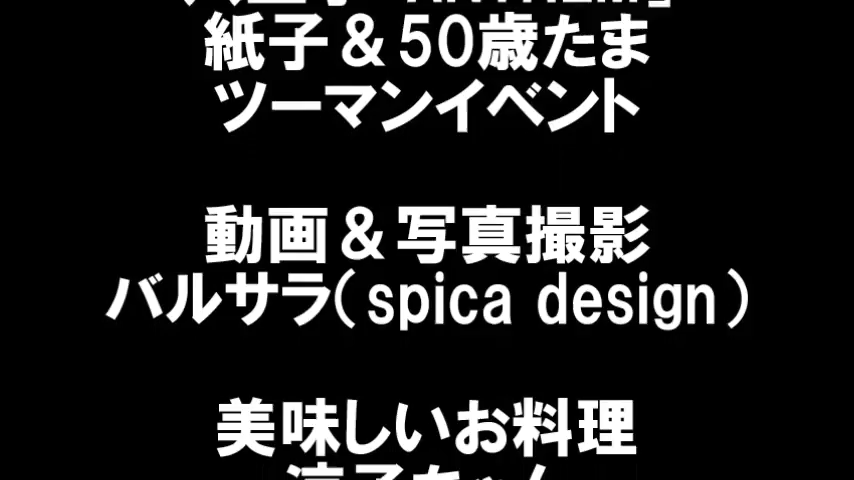 紙子＆50歳たま
ツーマンイベント
動画＆写真撮影
バルサラ(spica design)
美味しいお料理